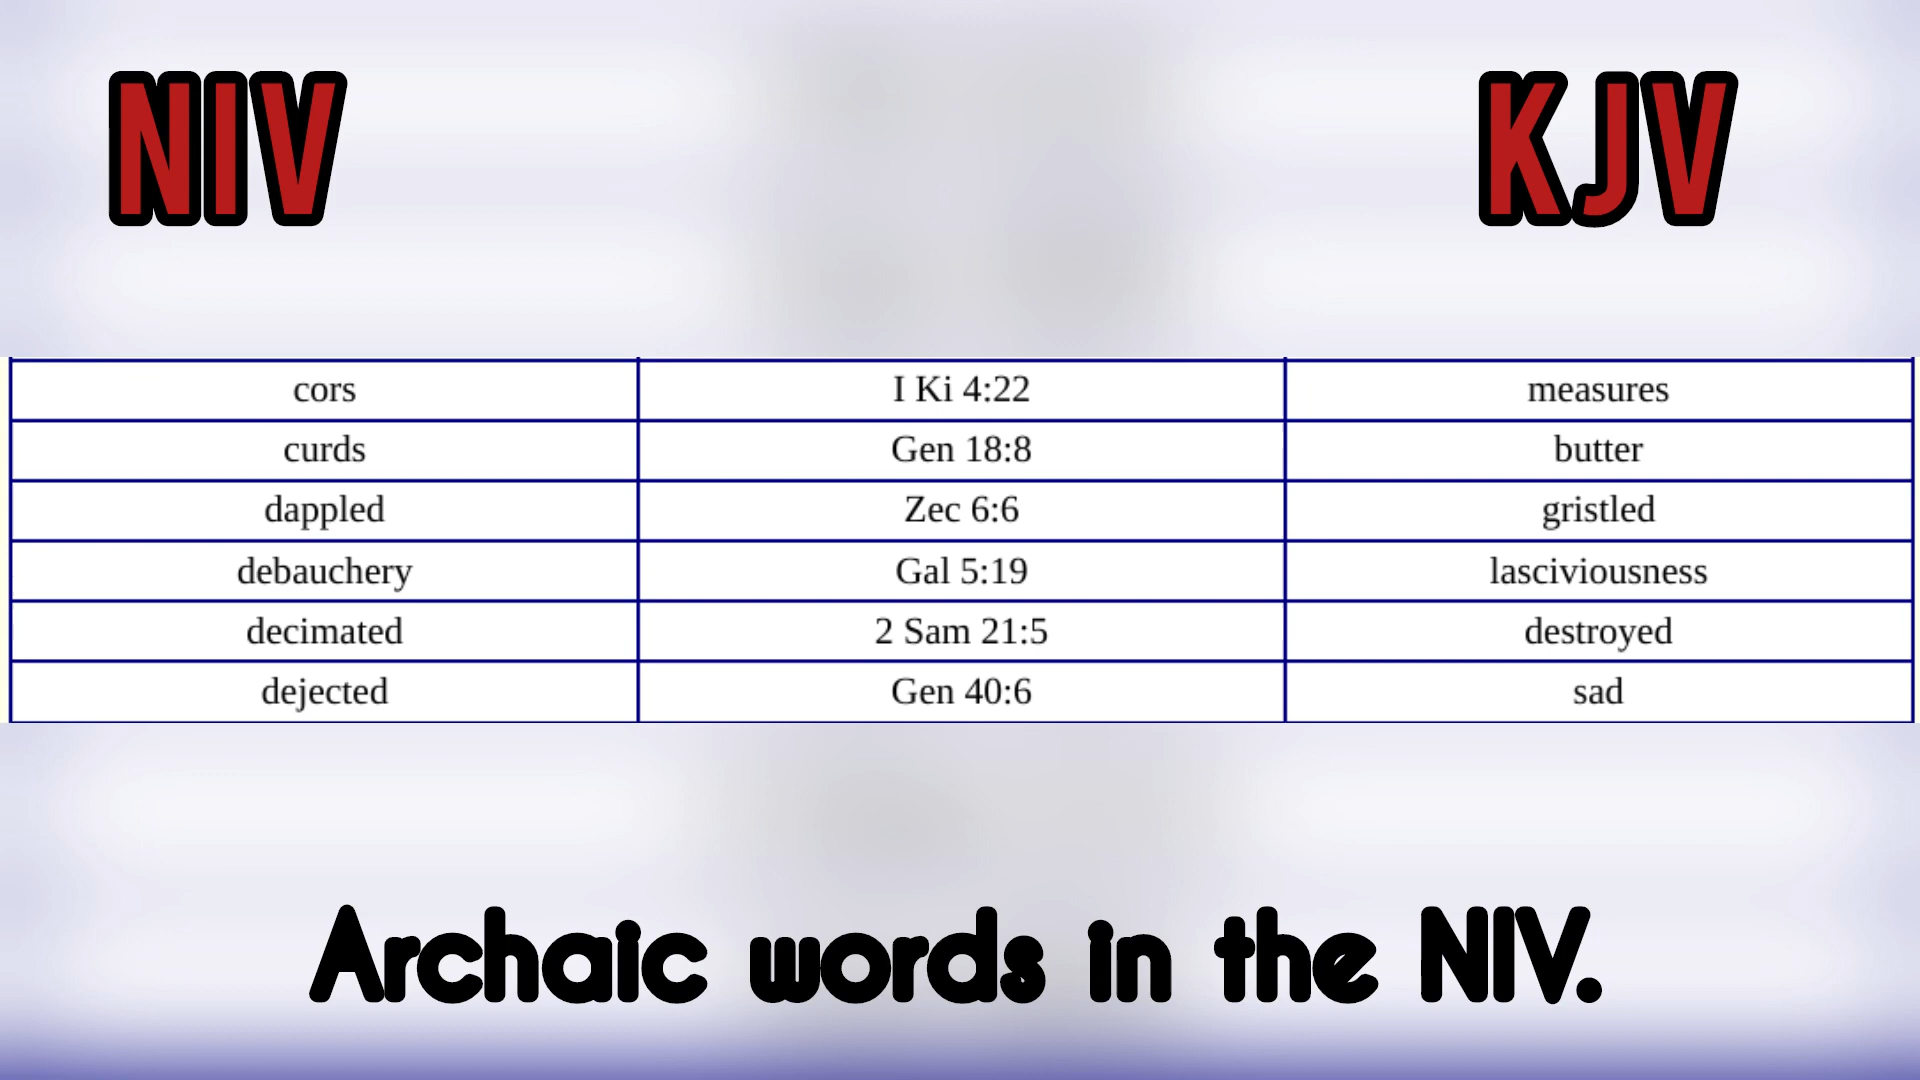 NIV KJV
cors I Ki 4:22 measures
curds Gen 18:8 butter
dappled Zec 6:6 gristled
debauchery Gal 5:19 lasciviousness
decimated 2 Sam 21:5 destroyed
dejected Gen 40:6 sad
Archaic words in the NIV.